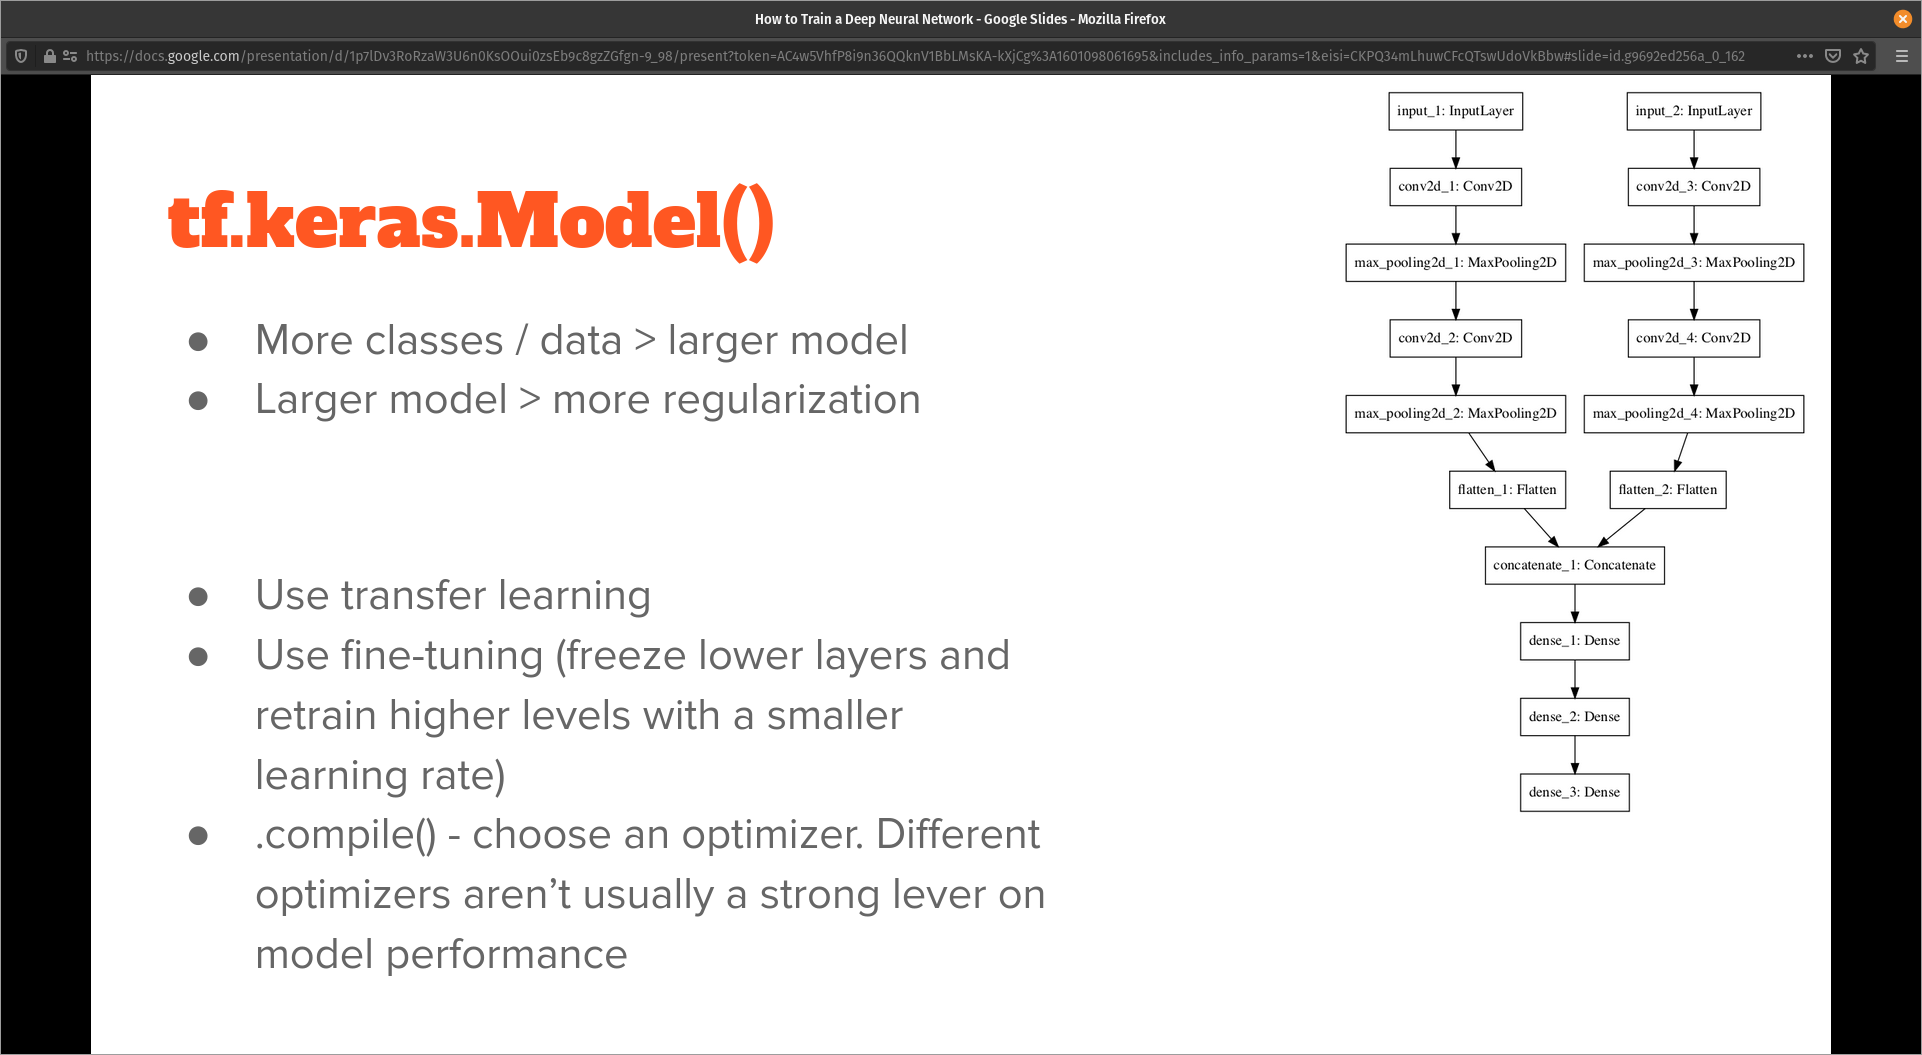 How to Train a Deep Neural Network - Google Slides - Mozilla Firefox
https://docs.google.com/presentation/d/1p7lDv3RoRzaW3U6n0KsOOui0zsEb9c8gzZGfgn-9_98/present?token=AC4w5VhfP8i9n36QQknV1BbLMsKA-kXjCg%3A1601098061695&includes_info_params=1&eisi=CKPQ34mLhuwCFcQTswUdoVkBbw#slide=id.g9692ed256a_0_162
tf.keras.Model()
● More classes / data > larger model
● Larger model > more regularization
● Use transfer learning
● Use fine-tuning (freeze lower layers and
retrain higher levels with a smaller
learning rate)
● .compile() - choose an optimizer. Different
optimizers aren’t usually a strong lever on
model performance
input_1: InputLayer
input_2: InputLayer
conv2d_1: Conv2D
conv2d_3: Conv2D
max_pooling2d_1: MaxPooling2D
max_pooling2d_3: MaxPooling2D
conv2d_2: Conv2D
conv2d_4: Conv2D
max_pooling2d_2: MaxPooling2D
max_pooling2d_4: MaxPooling2D
flatten_1: Flatten
flatten_2: Flatten
concatenate_1: Concatenate
dense_1: Dense
dense_2: Dense
dense_3: Dense